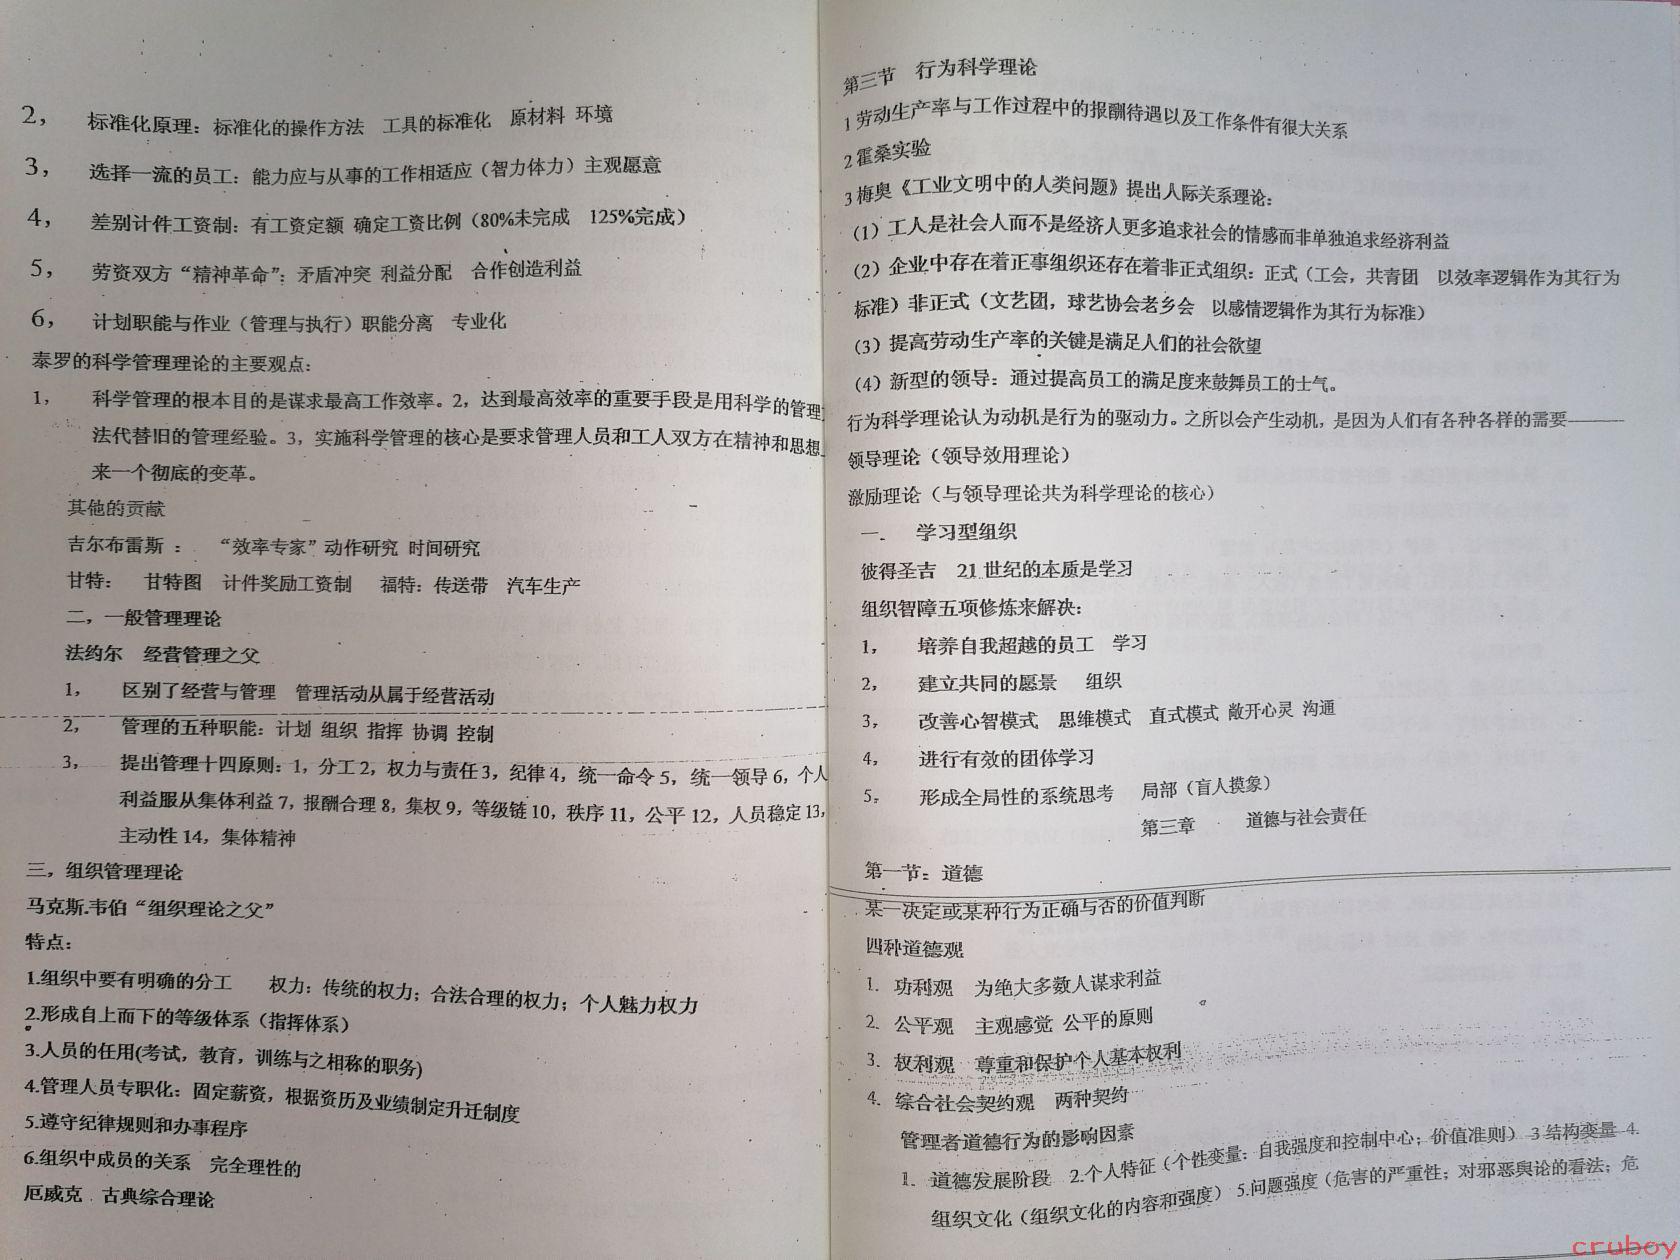 2， 标准化原理：标准化的操作方法 工具的标准化 原材料 环境
3， 选择一流的员工：能力应与从事的工作相适应（智力体力）主观愿意
4， 差别计件工资制：有工资定额 确定工资比例（80%未完成 125%完成）
5， 劳资双方“精神革命”：矛盾冲突 利益分配 合作创造利益
6， 计划职能与作业（管理与执行）职能分离 专业化
泰罗的科学管理理论的主要观点：
1， 科学管理的根本目的是谋求最高工作效率。2，达到最高效率的重要手段是用科学的管理
法代替旧的管理经验。3，实施科学管理的核心是要求管理人员和工人双方在精神和思想
来一个彻底的变革。
其他的贡献
吉尔布雷斯 ： “效率专家”动作研究 时间研究
甘特： 甘特图 计件奖励工资制 福特：传送带 汽车生产
二，一般管理理论
法约尔 经营管理之父
1， 区别了经营与管理 管理活动从属于经营活动
2， 管理的五种职能：计划 组织 指挥 协调 控制
3， 提出管理十四原则：1，分工2，权力与责任3，纪律4，统一命令5，统一领导6，个人
利益服从集体利益7，报酬合理8，集权9，等级链10，秩序11，公平12，人员稳定13，
主动性14，集体精神
三，组织管理理论
马克斯.韦伯“组织理论之父”
特点：
1.组织中要有明确的分工 权力：传统的权力；合法合理的权力；个人魅力权力
2.形成自上而下的等级体系（指挥体系）
3.人员的任用(考试，教育，训练与之相称的职务)
4.管理人员专职化：固定薪资，根据资历及业绩制定升迁制度
5.遵守纪律规则和办事程序
6.组织中成员的关系 完全理性的
厄威克 古典综合理论
第三节 行为科学理论
1劳动生产率与工作过程中的报酬待遇以及工作条件有很大关系
2霍桑实验
3梅奥《工业文明中的人类问题》提出人际关系理论：
（1）工人是社会人而不是经济人更多追求社会的情感而非单独追求经济利益
（2）企业中存在着正事组织还存在着非正式组织：正式（工会，共青团 以效率逻辑作为其行为
标准）非正式（文艺团，球艺协会老乡会 以感情逻辑作为其行为标准）
（3）提高劳动生产率的关键是满足人们的社会欲望
（4）新型的领导：通过提高员工的满足度来鼓舞员工的士气。
行为科学理论认为动机是行为的驱动力。之所以会产生动机，是因为人们有各种各样的需要———
领导理论（领导效用理论）
激励理论（与领导理论共为科学理论的核心）
一． 学习型组织
彼得圣吉 21世纪的本质是学习
组织智障五项修炼来解决：
1， 培养自我超越的员工 学习
2， 建立共同的愿景 组织
3， 改善心智模式 思维模式 直式模式 敞开心灵 沟通
4， 进行有效的团体学习
5， 形成全局性的系统思考 局部（盲人摸象）
第三章 道德与社会责任
第一节：道德
某一决定或某种行为正确与否的价值判断
四种道德观
1. 功利观 为绝大多数人谋求利益
2. 公平观 主观感觉 公平的原则
3. 权利观 尊重和保护个人基本权利
4. 综合社会契约观 两种契约
管理者道德行为的影响因素
1. 道德发展阶段 2.个人特征（个性变量：自我强度和控制中心；价值准则）3结构变量 4.
组织文化（组织文化的内容和强度）5.问题强度（危害的严重性；对邪恶舆论的看法；危
cruboy